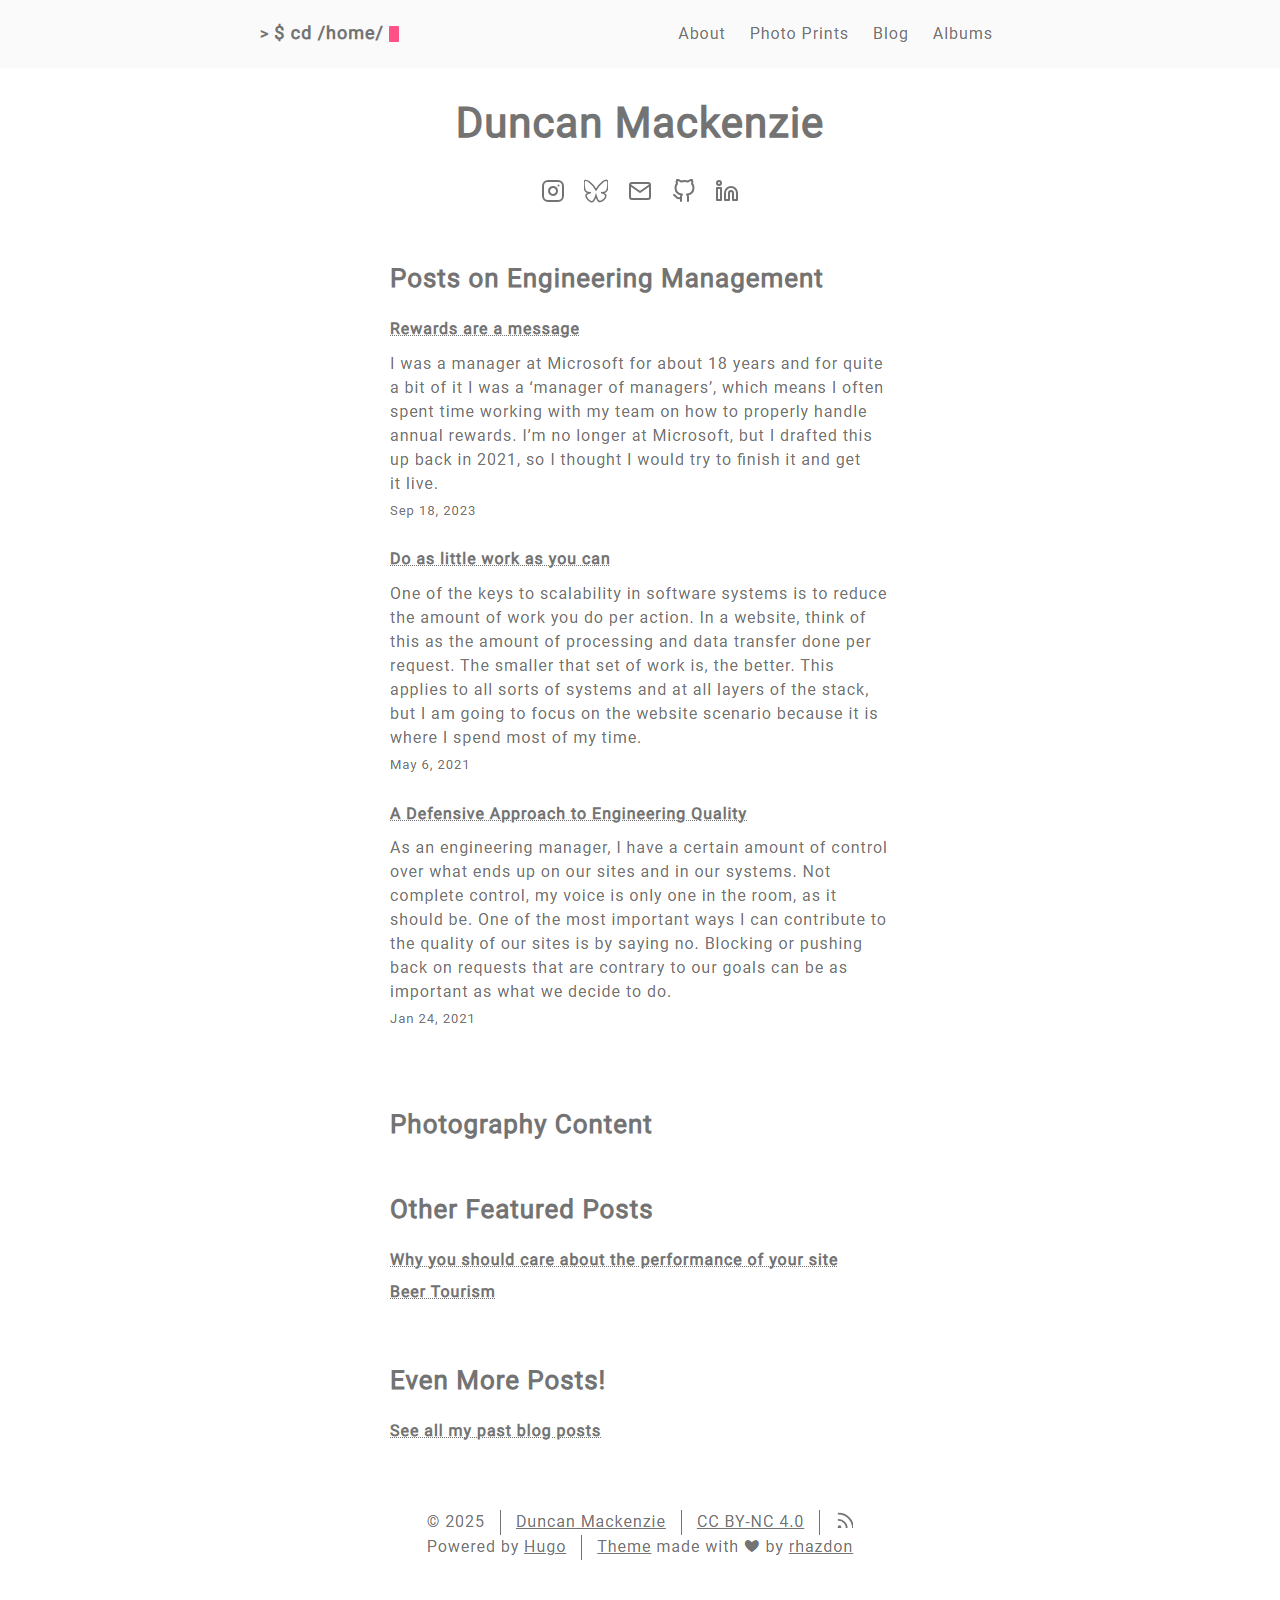 > $ cd /home/
About Photo Prints Blog Albums
Duncan Mackenzie
Posts on Engineering Management
Rewards are a message
I was a manager at Microsoft for about 18 years and for quite
a bit of it I was a ‘manager of managers’, which means I often
spent time working with my team on how to properly handle
annual rewards. I’m no longer at Microsoft, but I drafted this
up back in 2021, so I thought I would try to finish it and get
it live.
Sep 18, 2023
Do as little work as you can
One of the keys to scalability in software systems is to reduce
the amount of work you do per action. In a website, think of
this as the amount of processing and data transfer done per
request. The smaller that set of work is, the better. This
applies to all sorts of systems and at all layers of the stack,
but I am going to focus on the website scenario because it is
where I spend most of my time.
May 6, 2021
A Defensive Approach to Engineering Quality
As an engineering manager, I have a certain amount of control
over what ends up on our sites and in our systems. Not
complete control, my voice is only one in the room, as it
should be. One of the most important ways I can contribute to
the quality of our sites is by saying no. Blocking or pushing
back on requests that are contrary to our goals can be as
important as what we decide to do.
Jan 24, 2021
Photography Content
Other Featured Posts
Why you should care about the performance of your site
Beer Tourism
Even More Posts!
See all my past blog posts
© 2025 Duncan Mackenzie CC BY-NC 4.0
Powered by Hugo Theme made with ♥ by rhazdon